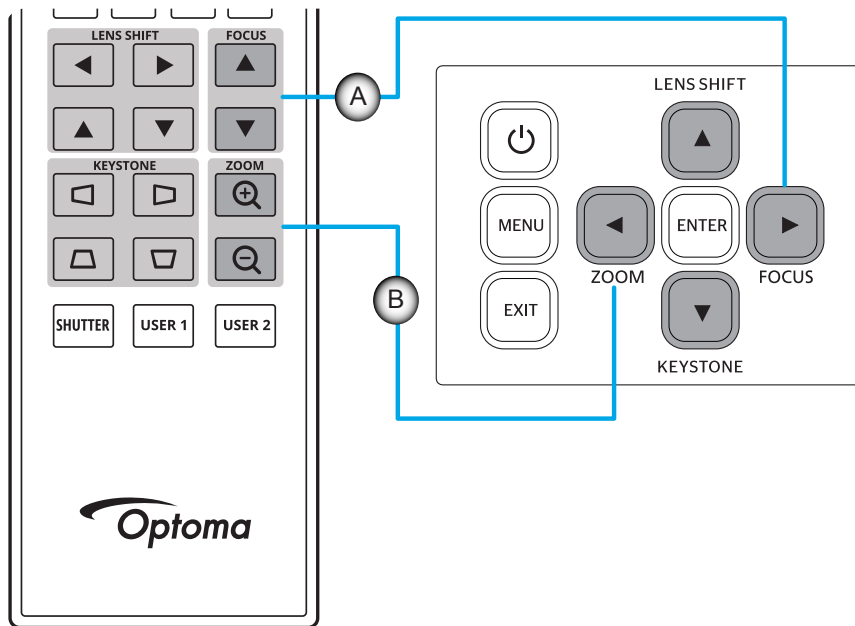 LENS SHIFT
FOCUS
KEYSTONE
ZOOM
SHUTTER
USER 1
USER 2
Optoma
A
B
LENS SHIFT
MENU
ENTER
ZOOM
FOCUS
EXIT
KEYSTONE